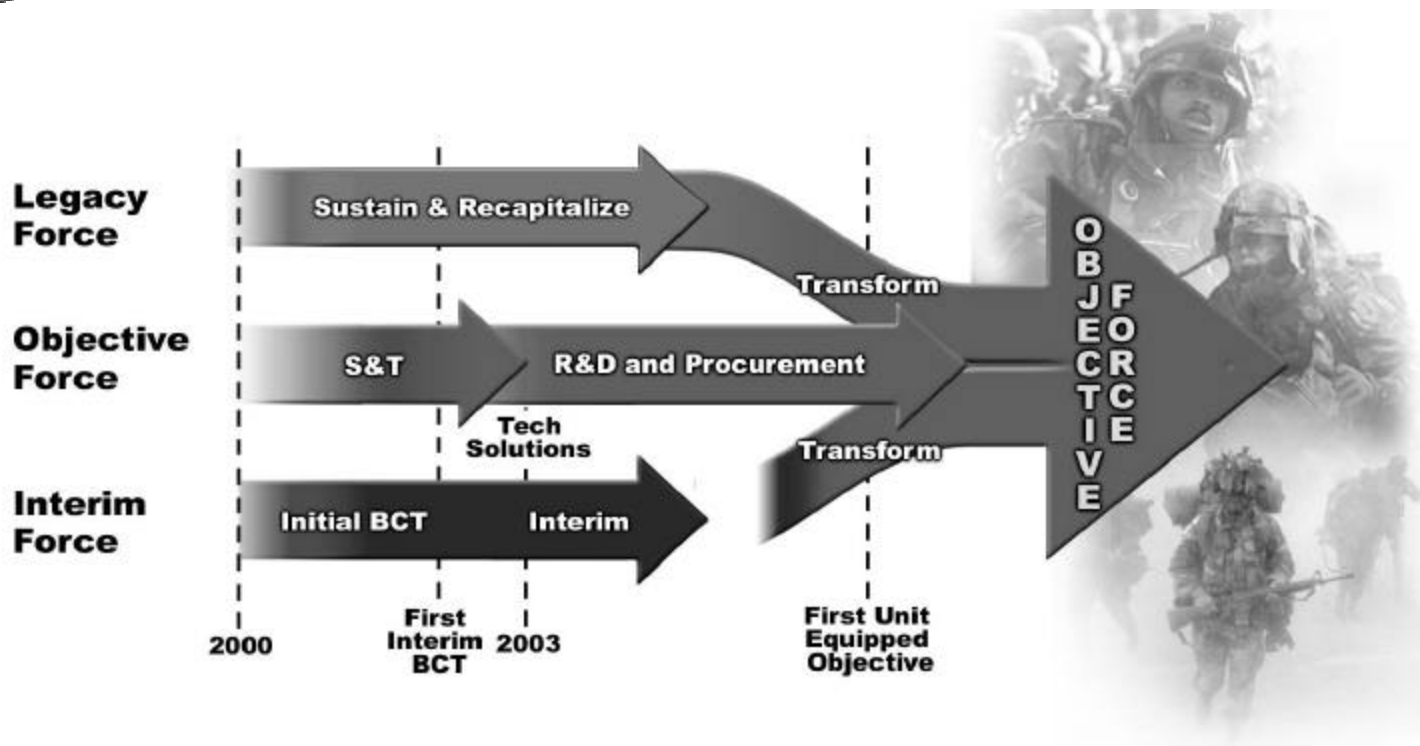 Legacy
Force
Sustain & Recapitalize
Transform
OBJECTIVE
FORCE
Objective
Force
S&T
R&D and Procurement
Tech
Solutions
Transform
Interim
Force
Initial BCT
Interim
2000
First
Interim
BCT
2003
First Unit
Equipped
Objective